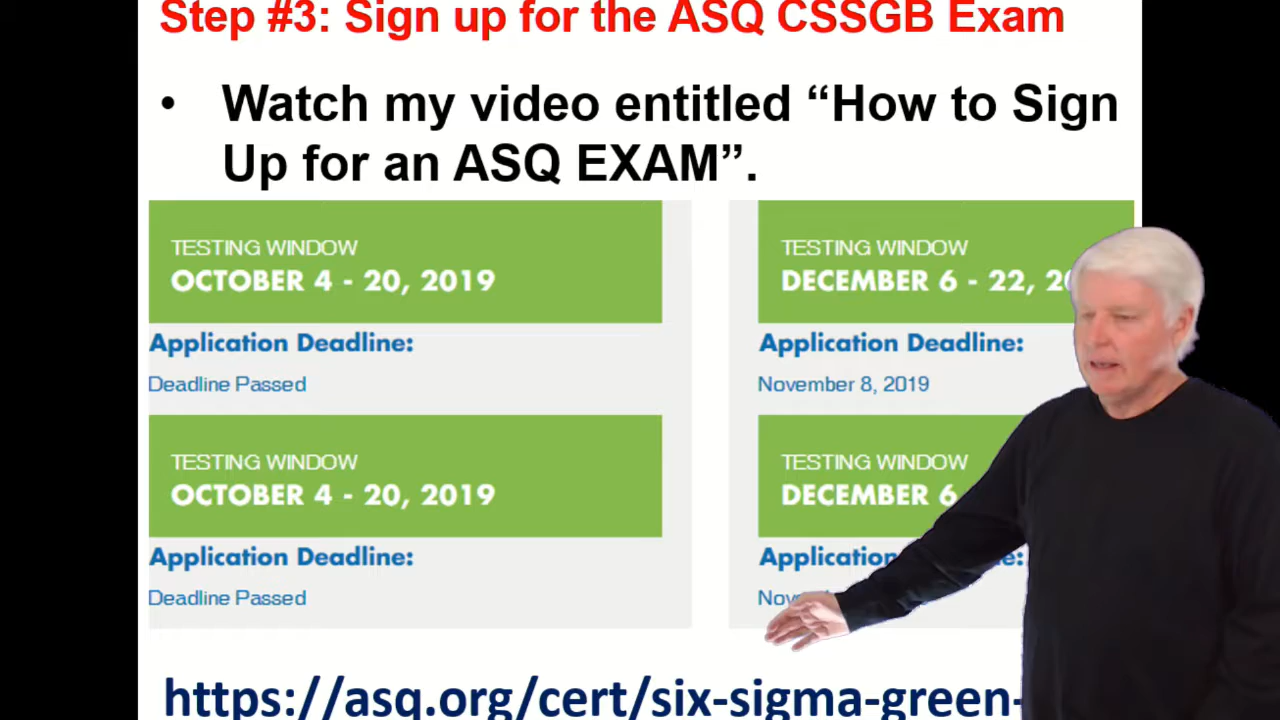 Step #3: Sign up for the ASQ CSSGB Exam
• Watch my video entitled “How to Sign
Up for an ASQ EXAM”.
TESTING WINDOW
OCTOBER 4 - 20, 2019
Application Deadline:
Deadline Passed
TESTING WINDOW
DECEMBER 6 - 22,
Application Deadline:
November 8, 2019
TESTING WINDOW
OCTOBER 4 - 20, 2019
Application Deadline:
Deadline Passed
TESTING WINDOW
DECEMBER 6
https://asq.org/cert/six-sigma-green-